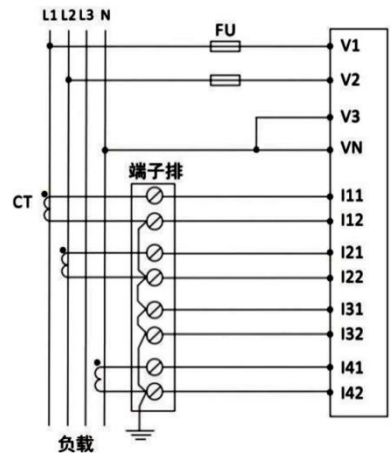 L1 L2 L3 N
FU
V1
V2
V3
VN
端子排
CT
I11
I12
I21
I22
I31
I32
I41
I42
负载